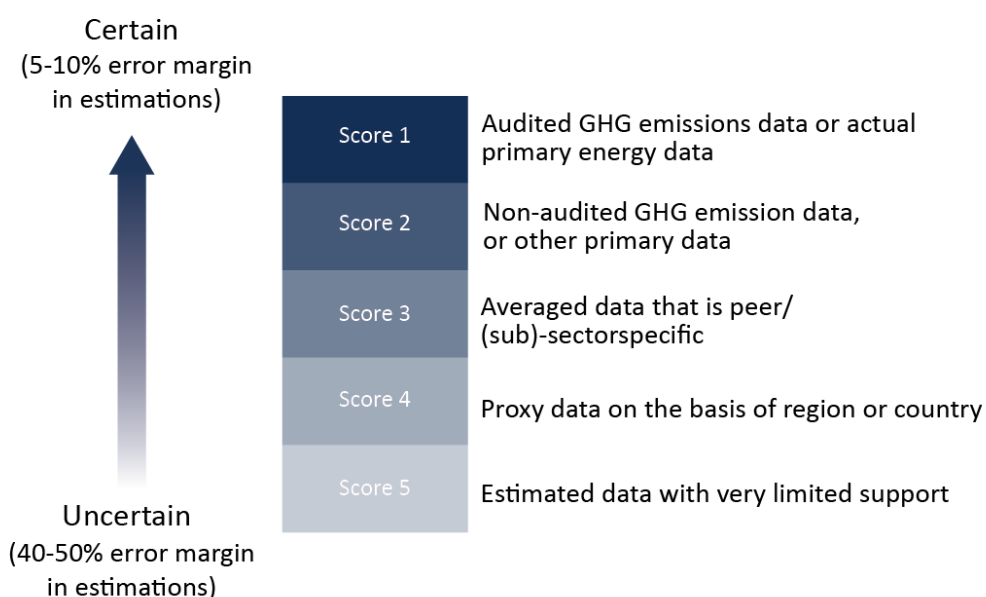 Certain
(5-10% error margin
in estimations)
Score 1
Audited GHG emissions data or actual
primary energy data
Score 2
Non-audited GHG emission data,
or other primary data
Score 3
Averaged data that is peer/
(sub)-sectorspecific
Score 4
Proxy data on the basis of region or country
Score 5
Estimated data with very limited support
Uncertain
(40-50% error margin
in estimations)